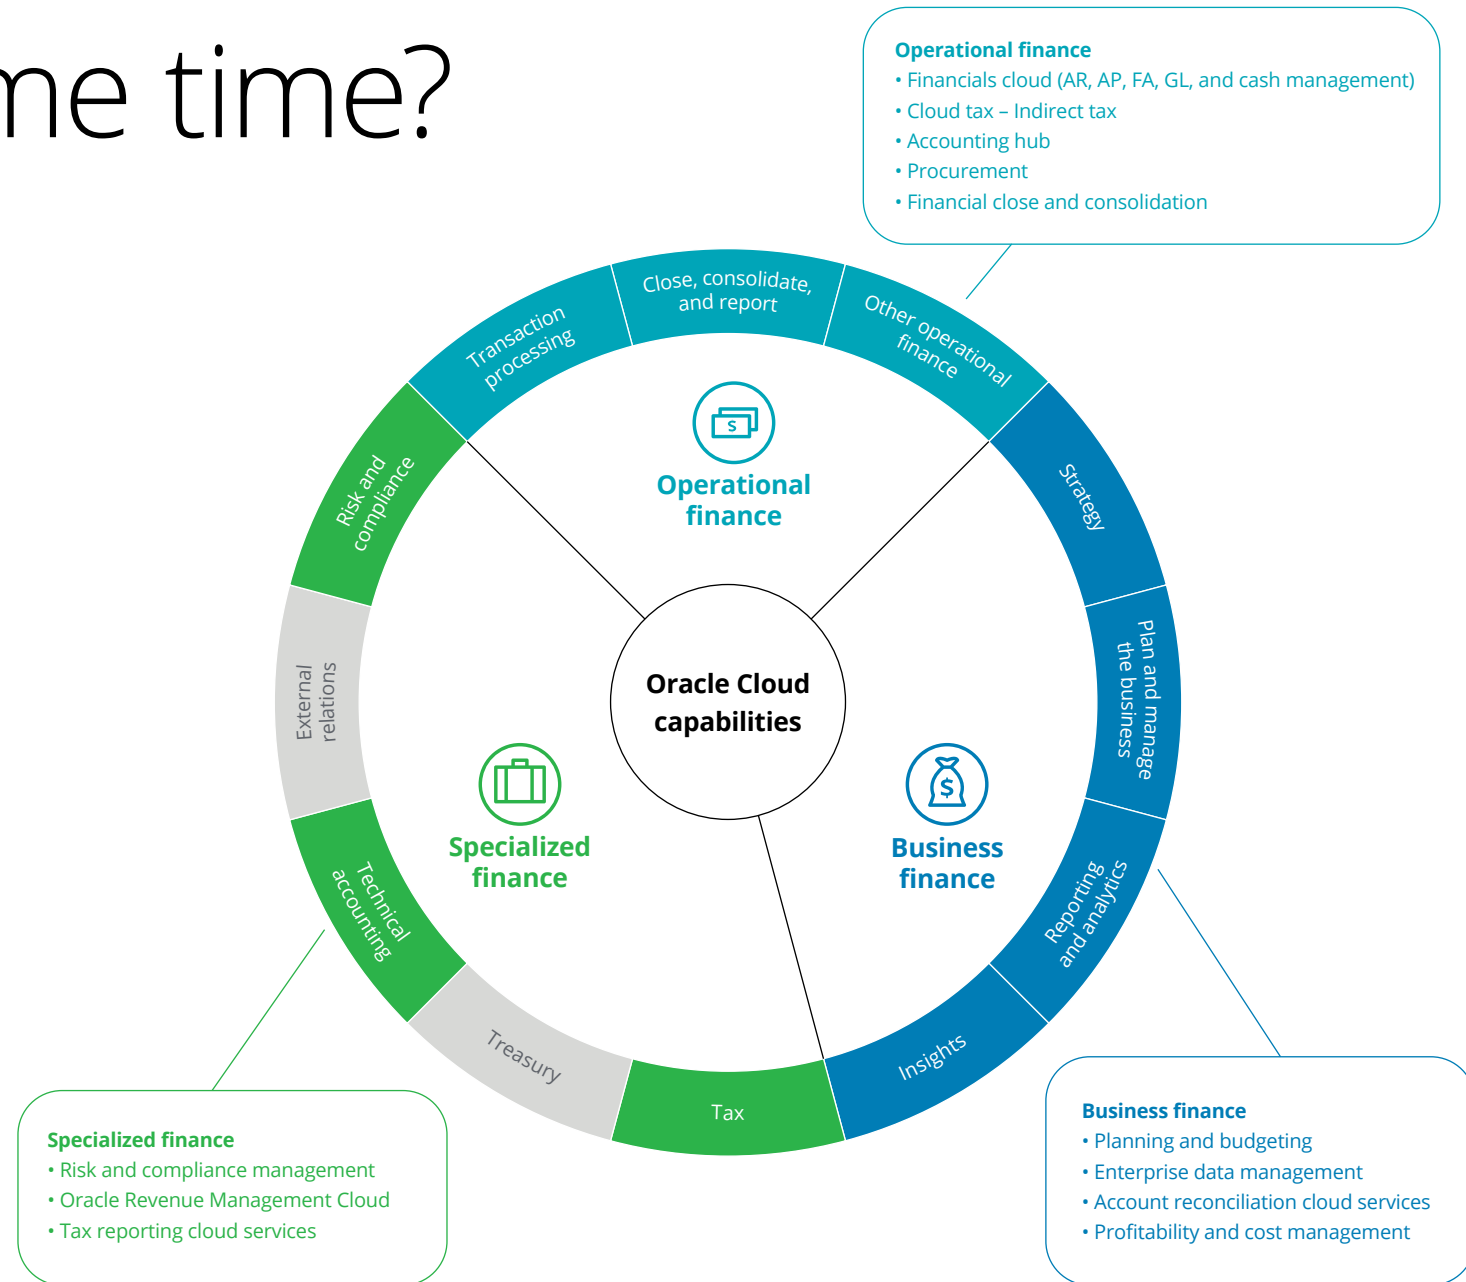 me time?
Operational finance
• Financials cloud (AR, AP, FA, GL, and cash management)
• Cloud tax – Indirect tax
• Accounting hub
• Procurement
• Financial close and consolidation
Transaction
processing
Close, consolidate,
and report
Other operational
finance
Risk and
compliance
Strategy
$
Operational
finance
External
relations
Plan and manage
the business
Oracle Cloud
capabilities
Specialized
finance
$
Business
finance
Technical
accounting
Reporting
and analytics
Treasury
Tax
Insights
Specialized finance
• Risk and compliance management
• Oracle Revenue Management Cloud
• Tax reporting cloud services
Business finance
• Planning and budgeting
• Enterprise data management
• Account reconciliation cloud services
• Profitability and cost management